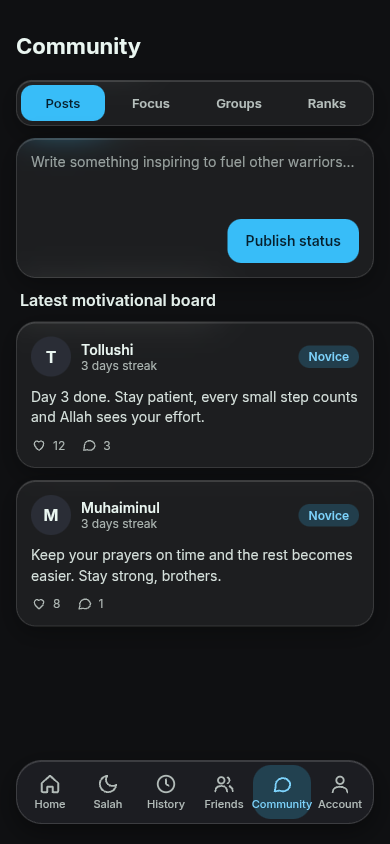 Community
Posts Focus Groups Ranks
Write something inspiring to fuel other warriors...
Publish status
Latest motivational board
T Tollushi Novice
3 days streak
Day 3 done. Stay patient, every small step counts
and Allah sees your effort.
12 3
M Muhaiminul Novice
3 days streak
Keep your prayers on time and the rest becomes
easier. Stay strong, brothers.
8 1
Home Salah History Friends Community Account